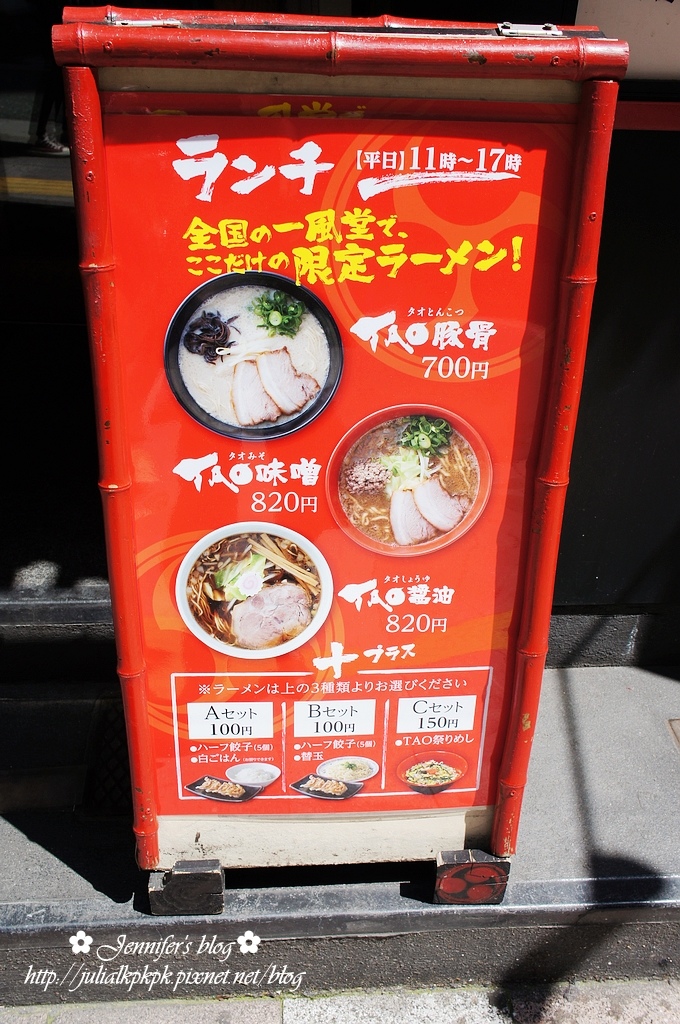 ランチ 【平日】11時〜17時
全国の一風堂で、
ここだけの限定ラーメン!
タオとんこつ
TAO豚骨
700円
タオみそ
TAO味噌
820円
タオしょうゆ
TAO醤油
820円
+プラス
※ラーメンは上の3種類よりお選びください
Aセット
100円
●ハーフ餃子(5個)
●白ごはん
Bセット
100円
●ハーフ餃子(5個)
●替玉
Cセット
150円
●TAO祭りめし
Jennifer's blog
http://julialkpkpk.pixnet.net/blog